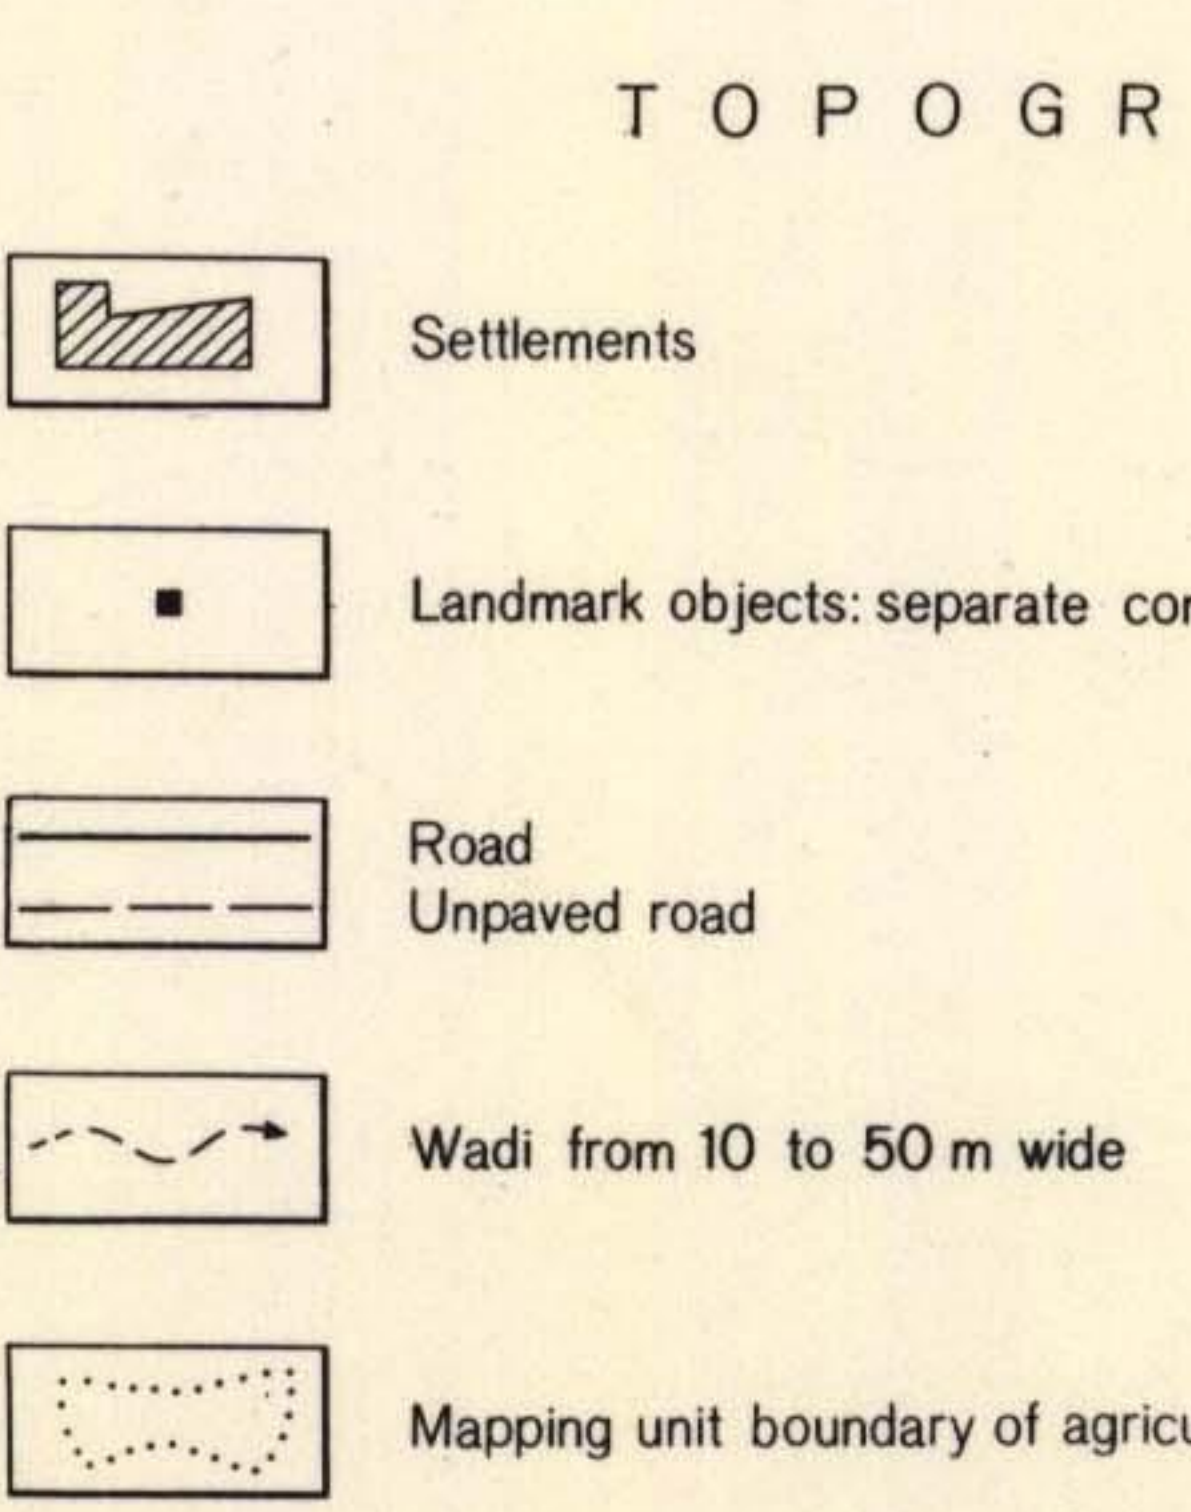 T O P O G R
Settlements
Landmark objects: separate
Road
Unpaved road
Wadi from 10 to 50 m wide
Mapping unit boundary of